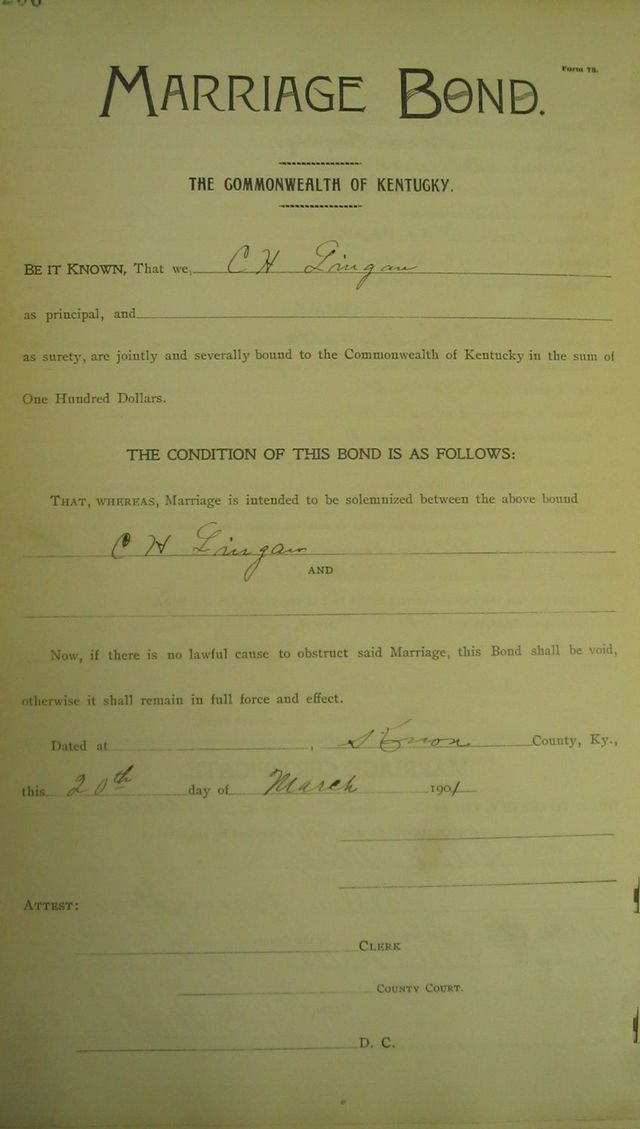 Form 78.
MARRIAGE BOND.
THE COMMONWEALTH OF KENTUCKY.
BE IT KNOWN, That we, C H Lingan
as principal, and
as surety, are jointly and severally bound to the Commonwealth of Kentucky in the sum of
One Hundred Dollars.
THE CONDITION OF THIS BOND IS AS FOLLOWS:
THAT, WHEREAS, Marriage is intended to be solemnized between the above bound
C H Lingan
AND
Now, if there is no lawful cause to obstruct said Marriage, this Bond shall be void,
otherwise it shall remain in full force and effect.
Dated at , Knox County, Ky.,
this 20th day of March 1901
ATTEST:
CLERK
COUNTY COURT.
D. C.